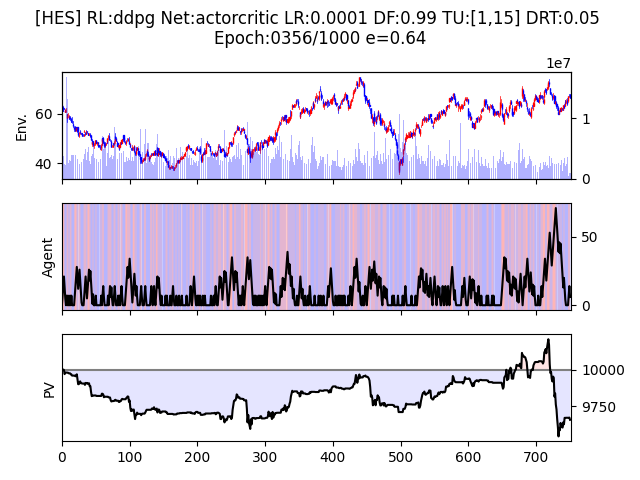 [HES] RL:ddpg Net:actorcritic LR:0.0001 DF:0.99 TU:[1,15] DRT:0.05
Epoch:0356/1000 e=0.64
1e7
Env.
60
40
1
0
Agent
50
0
PV
10000
9750
0 100 200 300 400 500 600 700